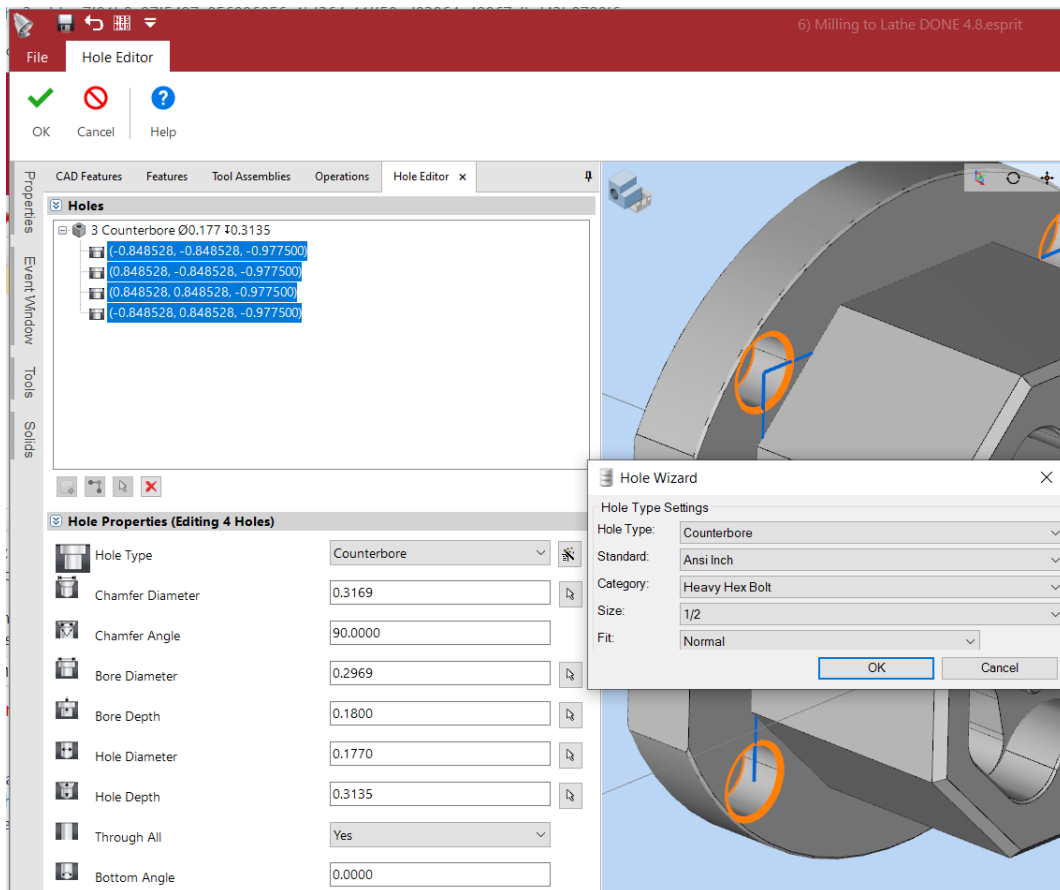 6) Milling to Lathe DONE 4.8.esprit
File
Hole Editor
OK
Cancel
Help
Properties
Event Window
Tools
Solids
CAD Features
Features
Tool Assemblies
Operations
Hole Editor
Holes
3 Counterbore Ø0.177 ↧0.3135
(-0.848528, -0.848528, -0.977500)
(0.848528, -0.848528, -0.977500)
(0.848528, 0.848528, -0.977500)
(-0.848528, 0.848528, -0.977500)
Hole Properties (Editing 4 Holes)
Hole Type Counterbore
Chamfer Diameter 0.3169
Chamfer Angle 90.0000
Bore Diameter 0.2969
Bore Depth 0.1800
Hole Diameter 0.1770
Hole Depth 0.3135
Through All Yes
Bottom Angle 0.0000
Hole Wizard
Hole Type Settings
Hole Type: Counterbore
Standard: Ansi Inch
Category: Heavy Hex Bolt
Size: 1/2
Fit: Normal
OK
Cancel